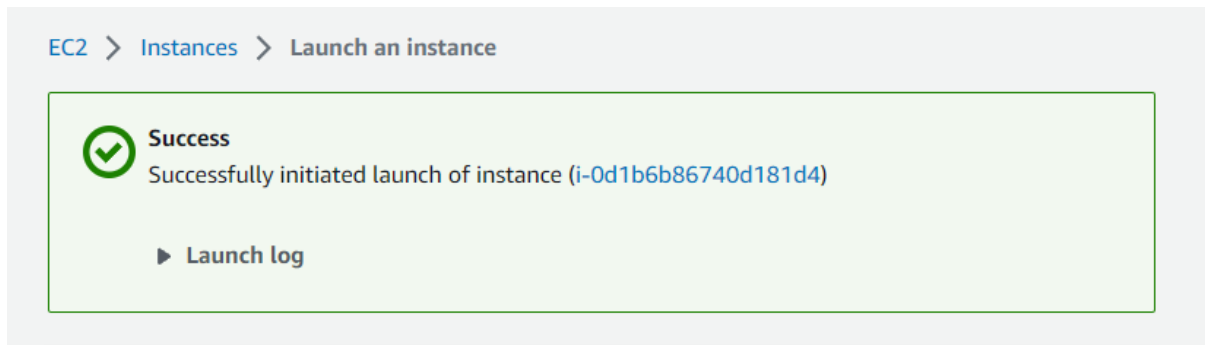 EC2 > Instances > Launch an instance
Success
Successfully initiated launch of instance (i-0d1b6b86740d181d4)
Launch log